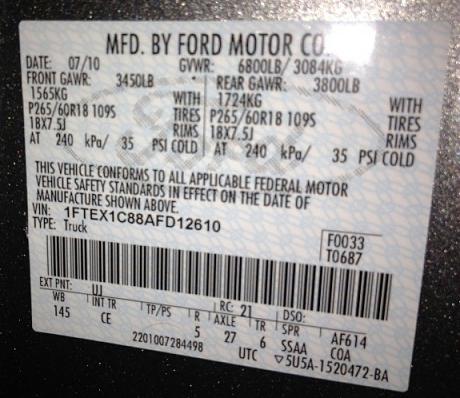 MFD. BY FORD MOTOR CO.
DATE: 07/10 GVWR: 6800LB/ 3084KG
FRONT GAWR: 3450LB REAR GAWR: 3800LB
1565KG WITH 1724KG WITH
P265/60R18 109S TIRES P265/60R18 109S TIRES
18X7.5J RIMS 18X7.5J RIMS
AT 240 kPa/ 35 PSI COLD AT 240 kPa/ 35 PSI COLD
THIS VEHICLE CONFORMS TO ALL APPLICABLE FEDERAL MOTOR
VEHICLE SAFETY STANDARDS IN EFFECT ON THE DATE OF
MANUFACTURE SHOWN ABOVE.
VIN: 1FTEX1C88AFD12610
TYPE: Truck
F0033
T0687
EXT PNT: UJ RC: 21 DSO:
WB INT TR TP/PS R AXLE TR SPR AF614
145 CE 5 27 6 SSAA COA
2201007284498 UTC ▽5U5A-1520472-BA